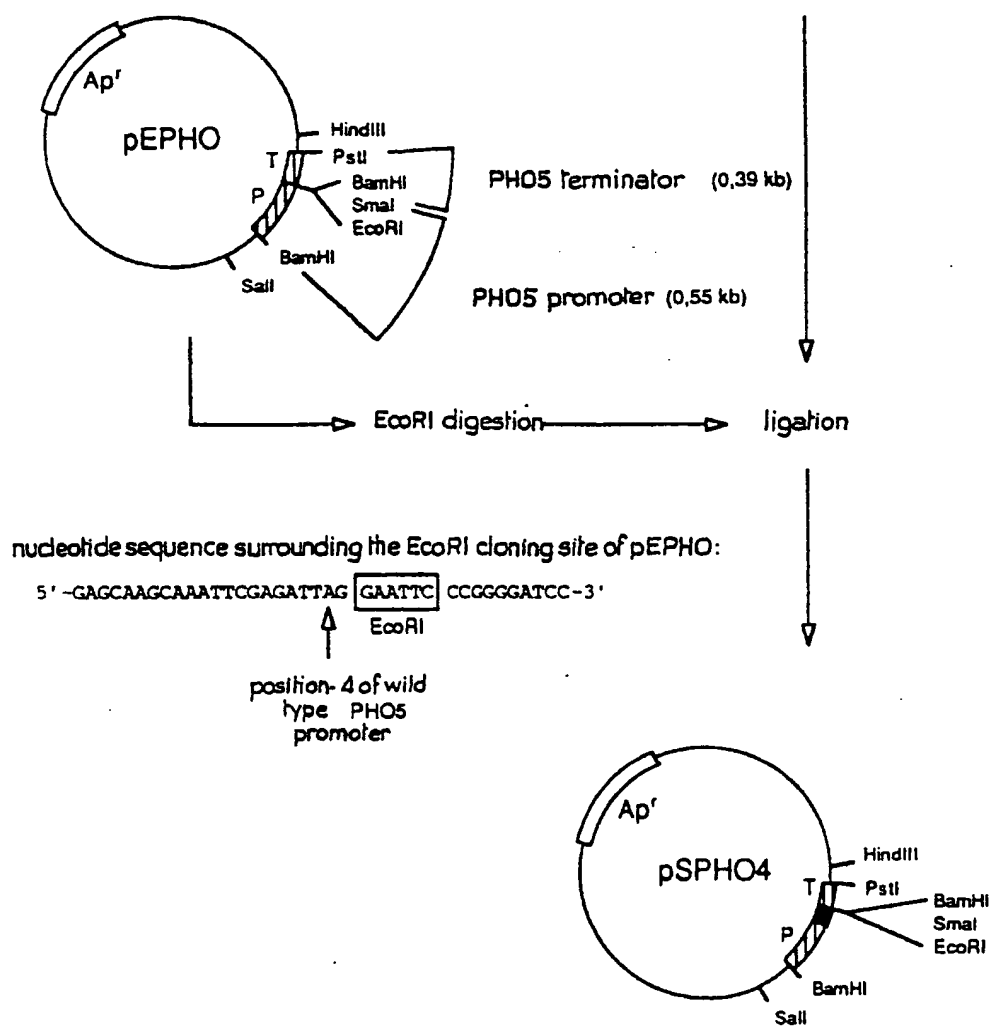 Apʳ
pEPHO
HindIII
T
PstI
BamHI
P
SmaI
EcoRI
BamHI
SalI
PHO5 terminator (0,39 kb)
PHO5 promoter (0,55 kb)
EcoRI digestion
ligation
nucleotide sequence surrounding the EcoRI cloning site of pEPHO:
5'-GAGCAAGCAAATTCGAGATTAG GAATTC CCGGGGATCC-3'
EcoRI
position-4 of wild
type PHO5
promoter
Apʳ
pSPHO4
HindIII
T
PstI
BamHI
SmaI
P
EcoRI
BamHI
SalI